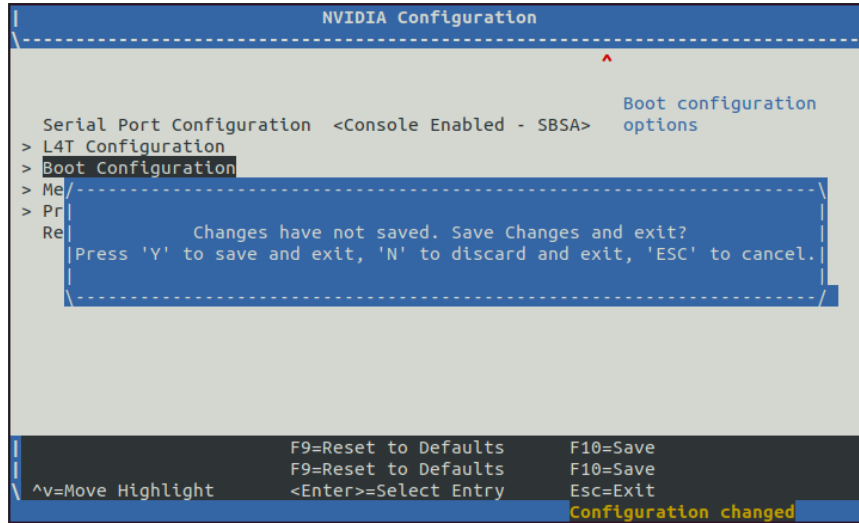 NVIDIA Configuration
^
Boot configuration
Serial Port Configuration <Console Enabled - SBSA> options
> L4T Configuration
> Boot Configuration
> Me
> Pr
Re
Changes have not saved. Save Changes and exit?
Press 'Y' to save and exit, 'N' to discard and exit, 'ESC' to cancel.
F9=Reset to Defaults F10=Save
F9=Reset to Defaults F10=Save
^v=Move Highlight <Enter>=Select Entry Esc=Exit
Configuration changed